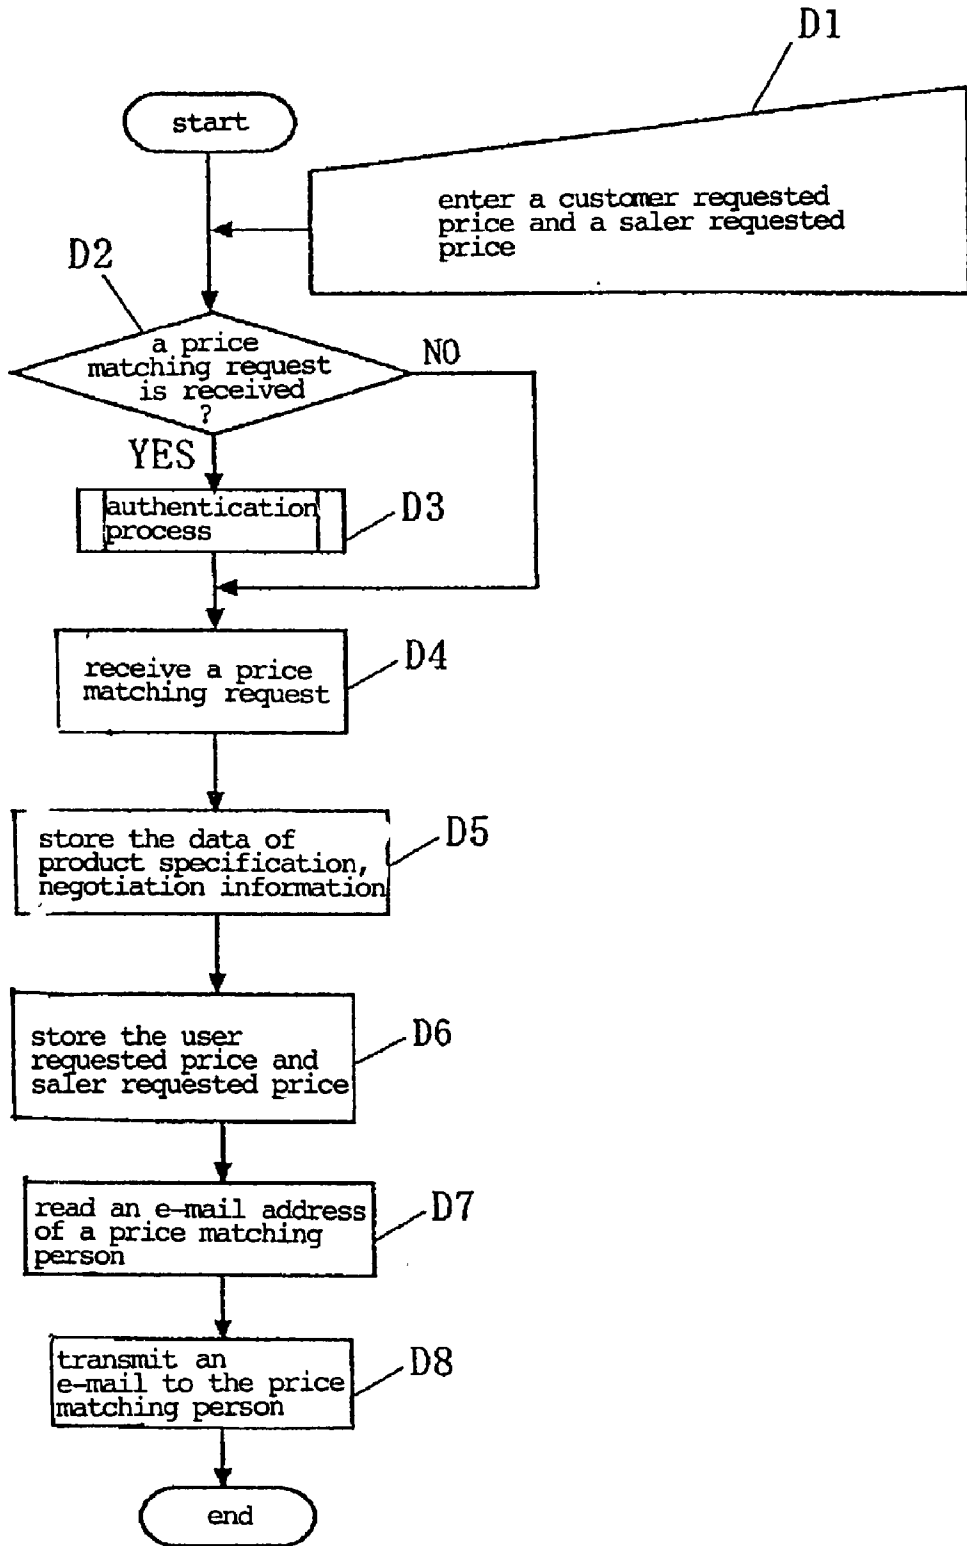 D1
start
enter a customer requested
price and a saler requested
price
D2
a price
matching request
is received
?
NO
YES
authentication
process
D3
receive a price
matching request
D4
store the data of
product specification,
negotiation information
D5
store the user
requested price and
saler requested price
D6
read an e-mail address
of a price matching
person
D7
transmit an
e-mail to the price
matching person
D8
end